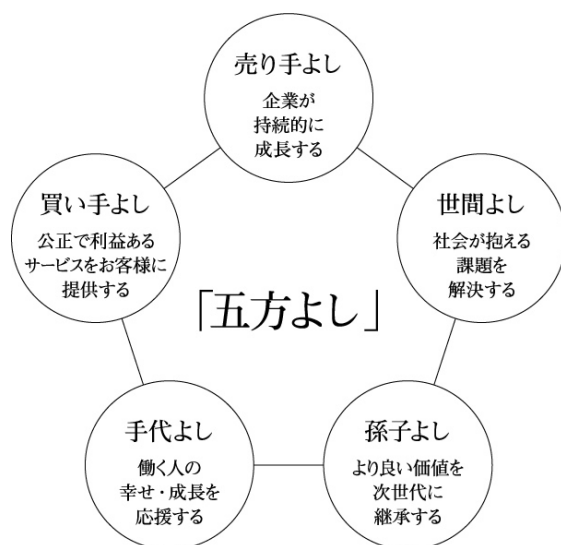 売り手よし
企業が
持続的に
成長する
買い手よし
公正で利益ある
サービスをお客様に
提供する
世間よし
社会が抱える
課題を
解決する
「五方よし」
手代よし
働く人の
幸せ・成長を
応援する
孫子よし
より良い価値を
次世代に
継承する